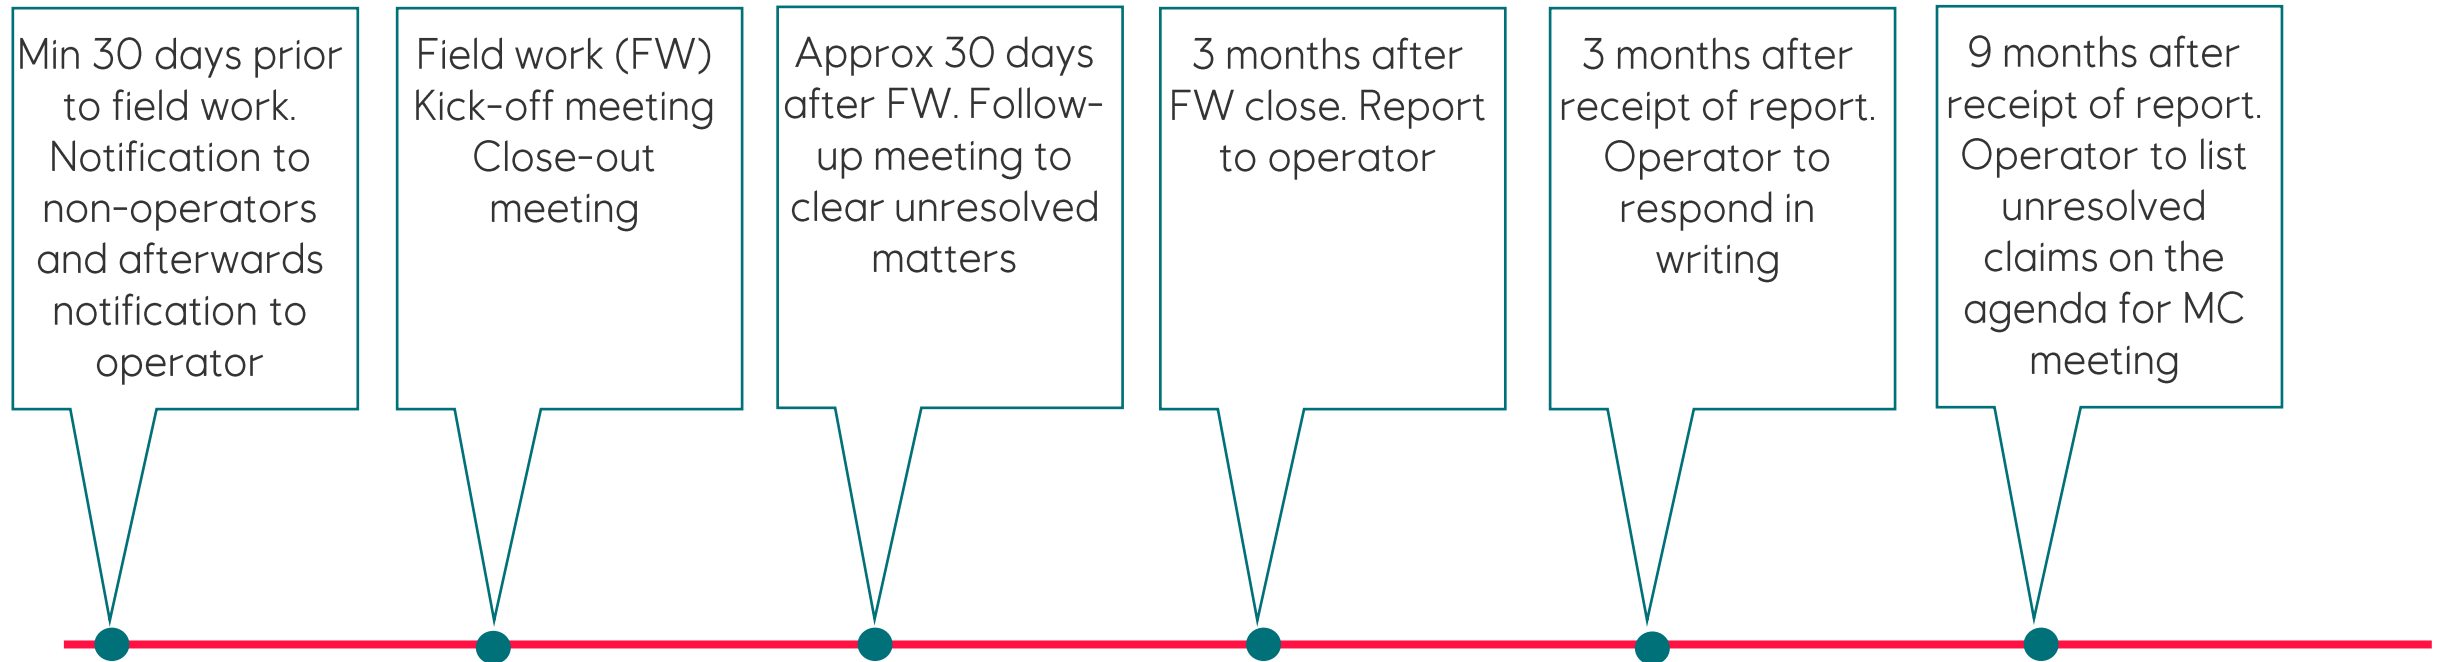 Min 30 days prior
to field work.
Notification to
non-operators
and afterwards
notification to
operator
Field work (FW)
Kick-off meeting
Close-out
meeting
Approx 30 days
after FW. Follow-
up meeting to
clear unresolved
matters
3 months after
FW close. Report
to operator
3 months after
receipt of report.
Operator to
respond in
writing
9 months after
receipt of report.
Operator to list
unresolved
claims on the
agenda for MC
meeting